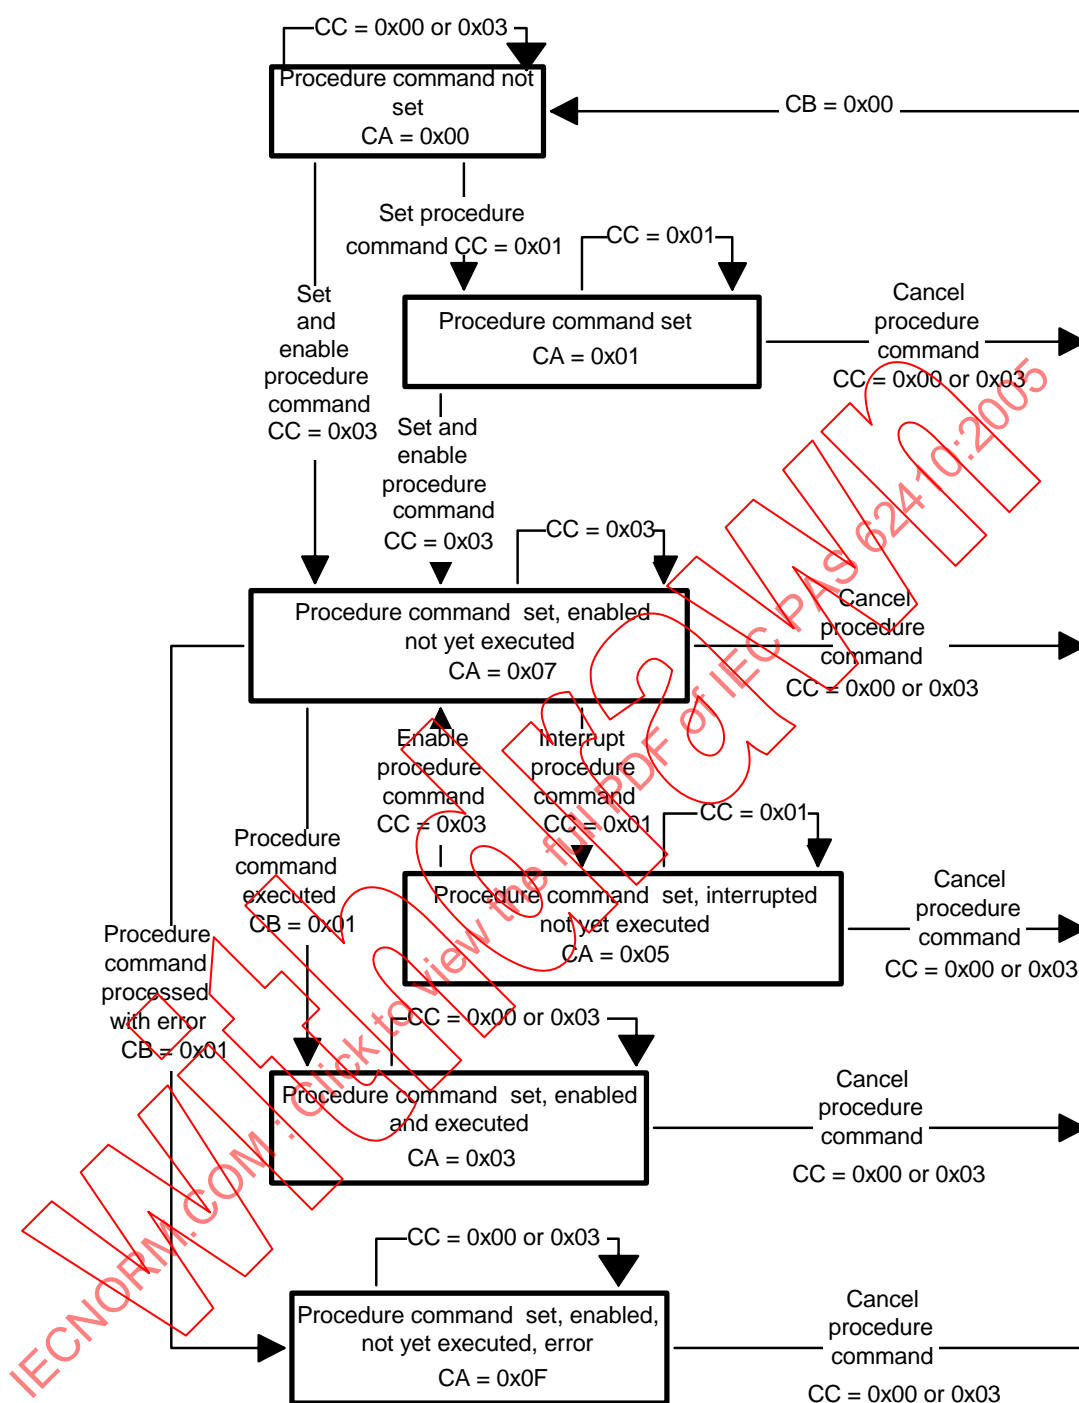 CC = 0x00 or 0x03
Procedure command not
set
CA = 0x00
CB = 0x00
Set procedure
command CC = 0x01
CC = 0x01
Set
and
enable
procedure
command
CC = 0x03
Procedure command set
CA = 0x01
Cancel
procedure
command
CC = 0x00 or 0x03
Set and
enable
procedure
command
CC = 0x03
CC = 0x03
Procedure command set, enabled
not yet executed
CA = 0x07
Cancel
procedure
command
CC = 0x00 or 0x03
Enable
procedure
command
CC = 0x03
Interrupt
procedure
command
CC = 0x01
CC = 0x01
Procedure
command
executed
CB = 0x01
Procedure command set, interrupted
not yet executed
CA = 0x05
Cancel
procedure
command
CC = 0x00 or 0x03
Procedure
command
processed
with error
CB = 0x01
CC = 0x00 or 0x03
Procedure command set, enabled
and executed
CA = 0x03
Cancel
procedure
command
CC = 0x00 or 0x03
CC = 0x00 or 0x03
Procedure command set, enabled,
not yet executed, error
CA = 0x0F
Cancel
procedure
command
CC = 0x00 or 0x03
IECNORM.COM : Click to view the full PDF of IEC PAS 62410:2005
Withdrawn